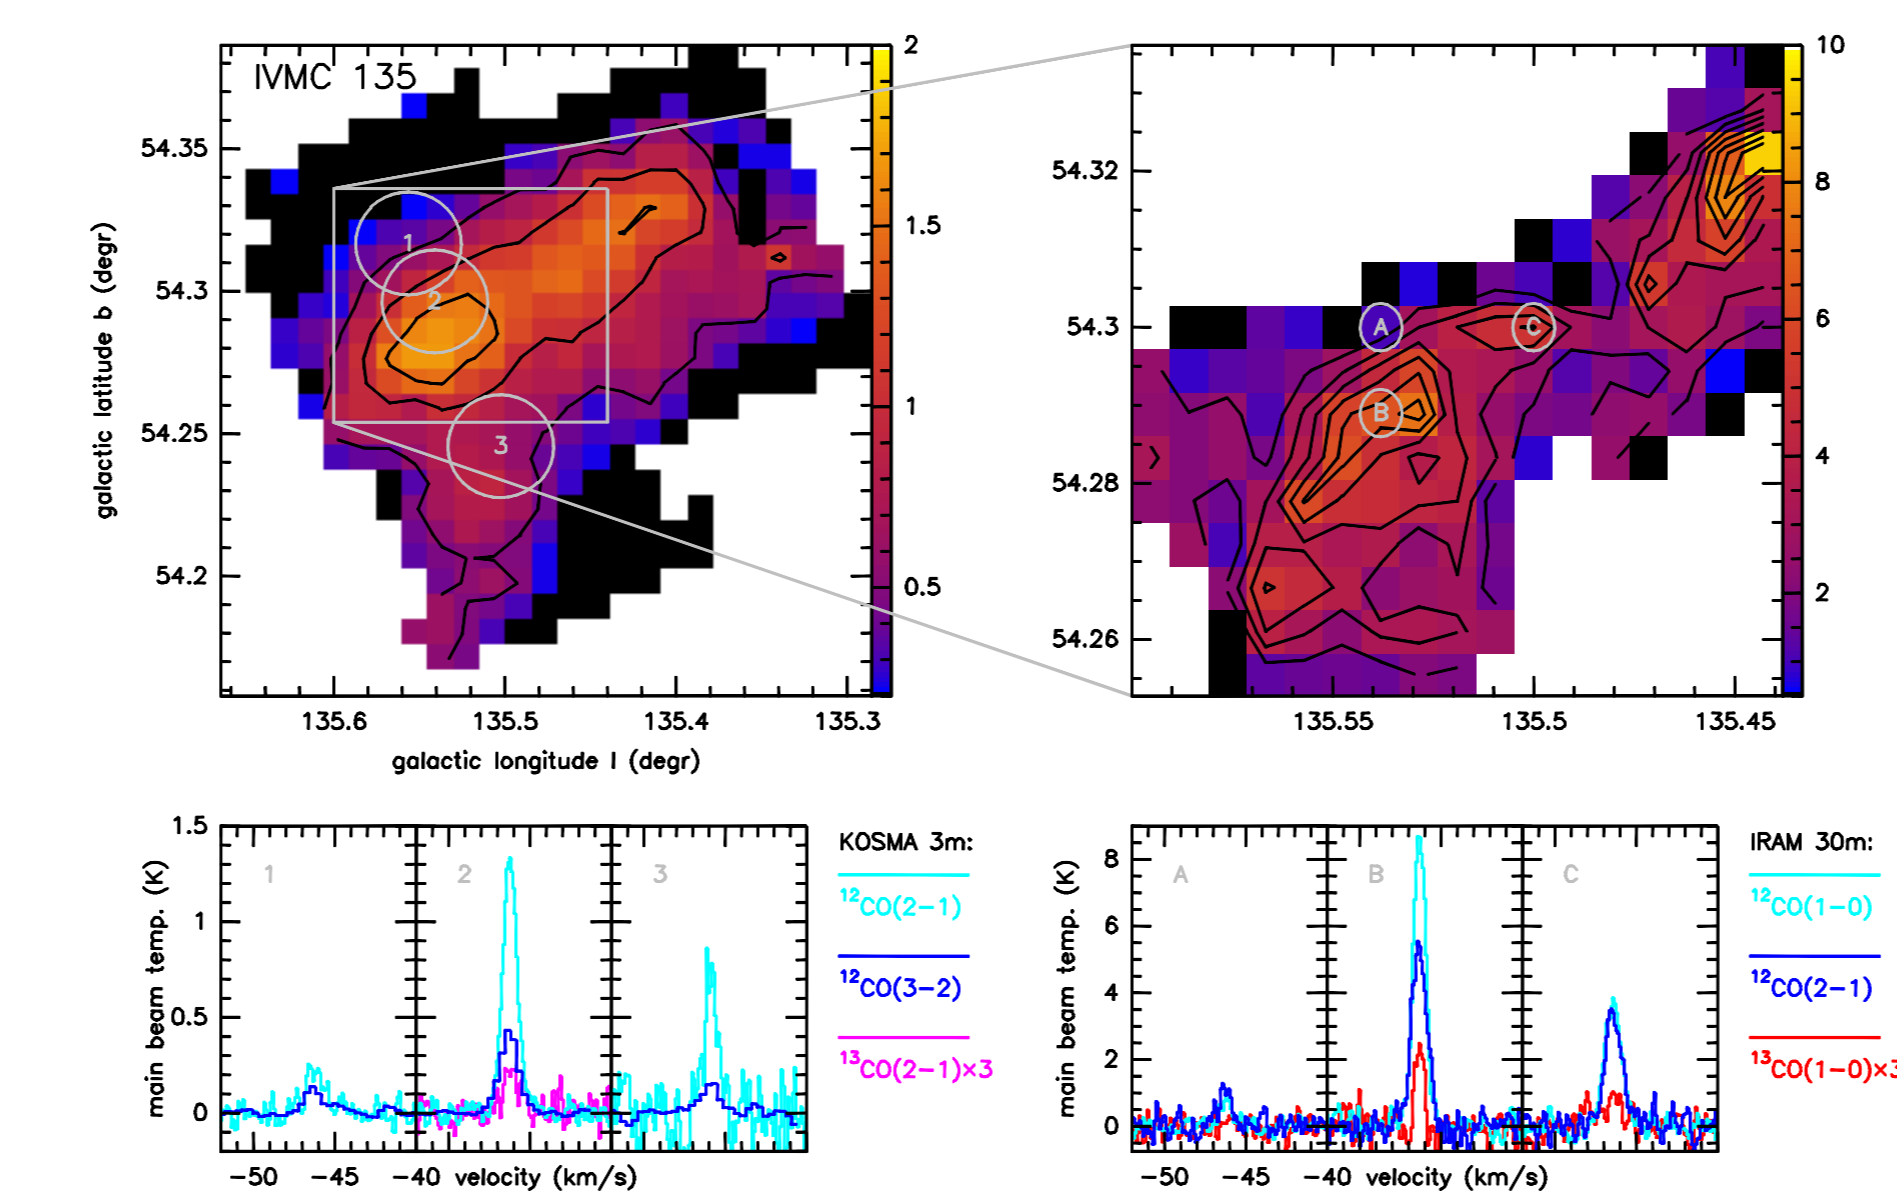 IVMC 135
galactic latitude b (degr)
54.35
54.3
54.25
54.2
135.6 135.5 135.4 135.3
galactic longitude l (degr)
1
2
3
2
1.5
1
0.5
54.32
54.3
54.28
54.26
135.55 135.5 135.45
A
B
C
10
8
6
4
2
main beam temp. (K)
1.5
1
0.5
0
1 2 3
−50 −45 −40 velocity (km/s)
KOSMA 3m:
¹²CO(2−1)
¹²CO(3−2)
¹³CO(2−1)×3
main beam temp. (K)
8
6
4
2
0
A B C
−50 −45 −40 velocity (km/s)
IRAM 30m:
¹²CO(1−0)
¹²CO(2−1)
¹³CO(1−0)×3